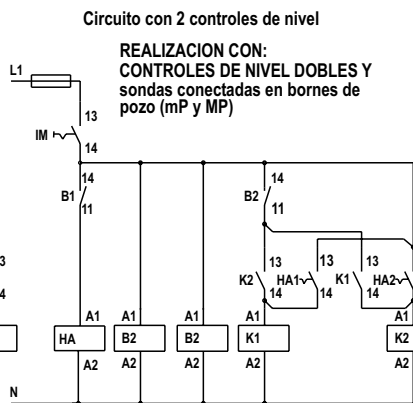 Circuito con 2 controles de nivel
REALIZACION CON:
CONTROLES DE NIVEL DOBLES Y
sondas conectadas en bornes de
pozo (mP y MP)
L1
13
IM
14
14
B1
11
14
B2
11
3
13
K2
14
HA1
13
14
K1
13
14
HA2
4
A1
HA
A2
A1
B2
A2
A1
B2
A2
A1
K1
A2
A1
K2
A2
N